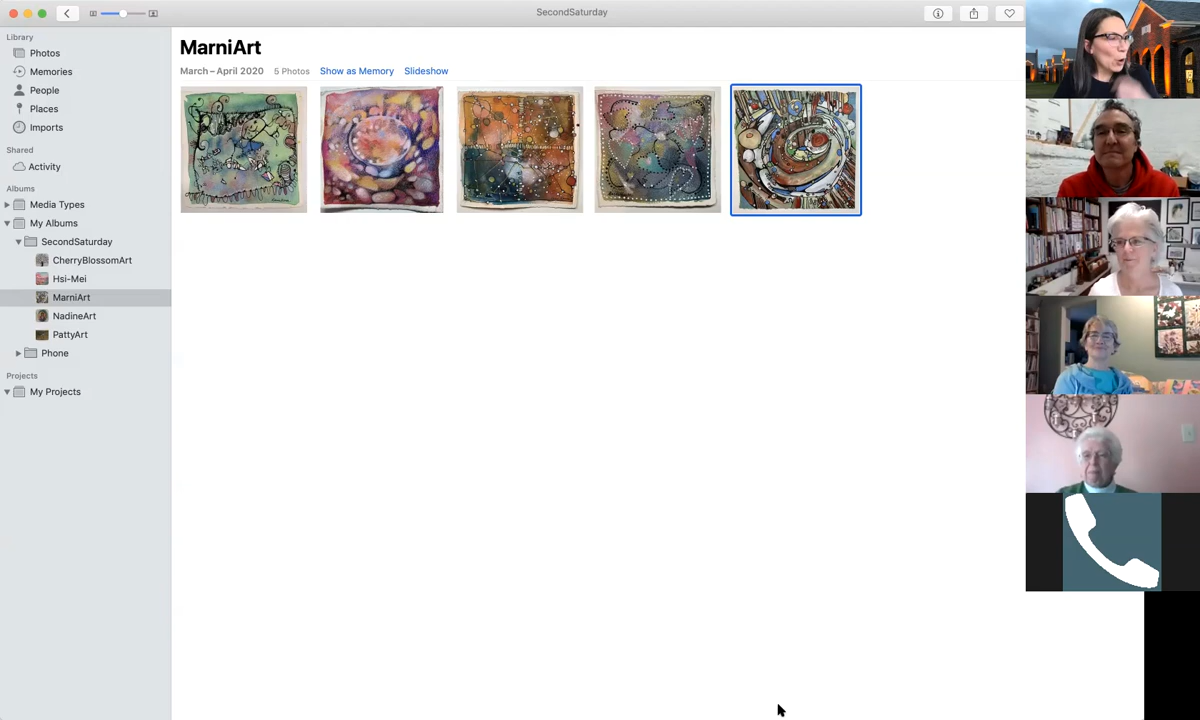 SecondSaturday
Library
Photos
Memories
People
Places
Imports
Shared
Activity
Albums
Media Types
My Albums
SecondSaturday
CherryBlossomArt
Hsi-Mei
MarniArt
NadineArt
PattyArt
Phone
Projects
My Projects
MarniArt
March – April 2020 5 Photos Show as Memory Slideshow